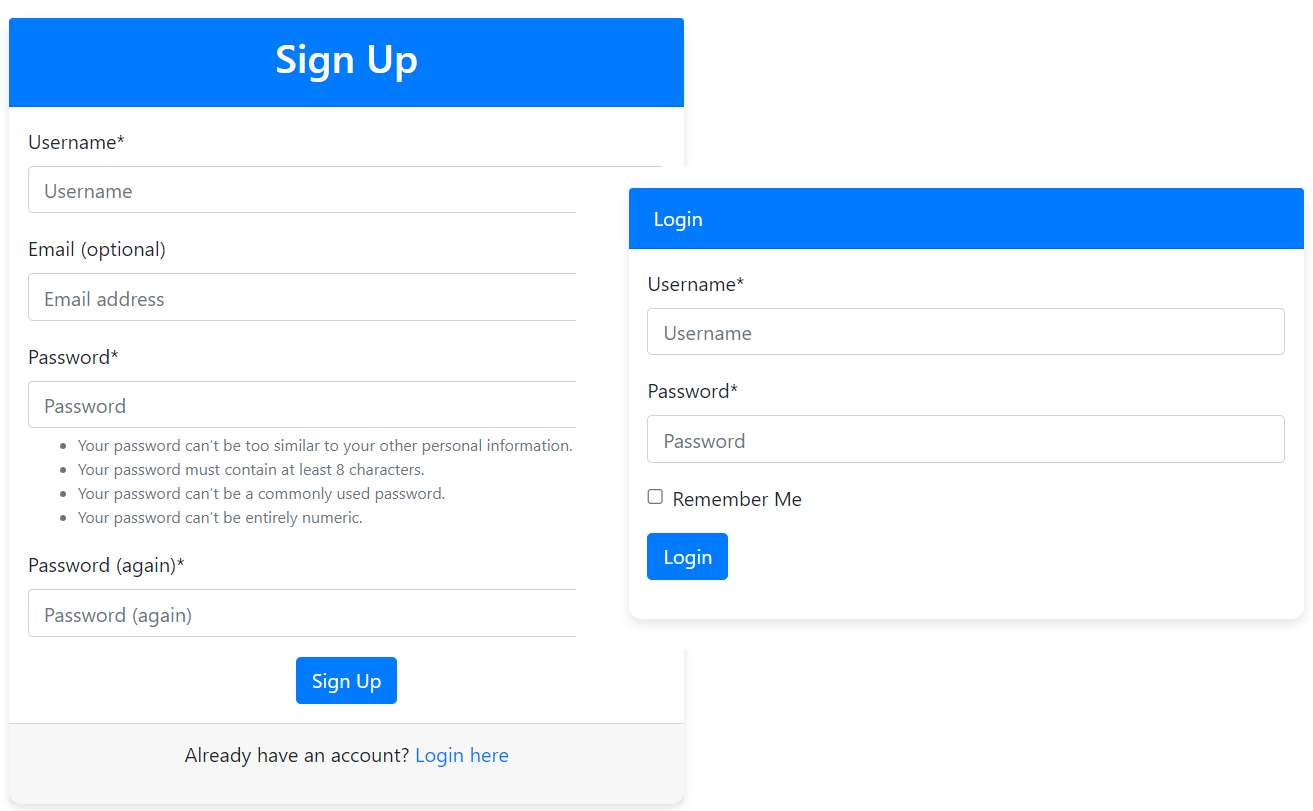 Sign Up
Username*
Username
Email (optional)
Email address
Password*
Password
Your password can’t be too similar to your other personal information.
Your password must contain at least 8 characters.
Your password can’t be a commonly used password.
Your password can’t be entirely numeric.
Password (again)*
Password (again)
Sign Up
Already have an account? Login here
Login
Username*
Username
Password*
Password
Remember Me
Login